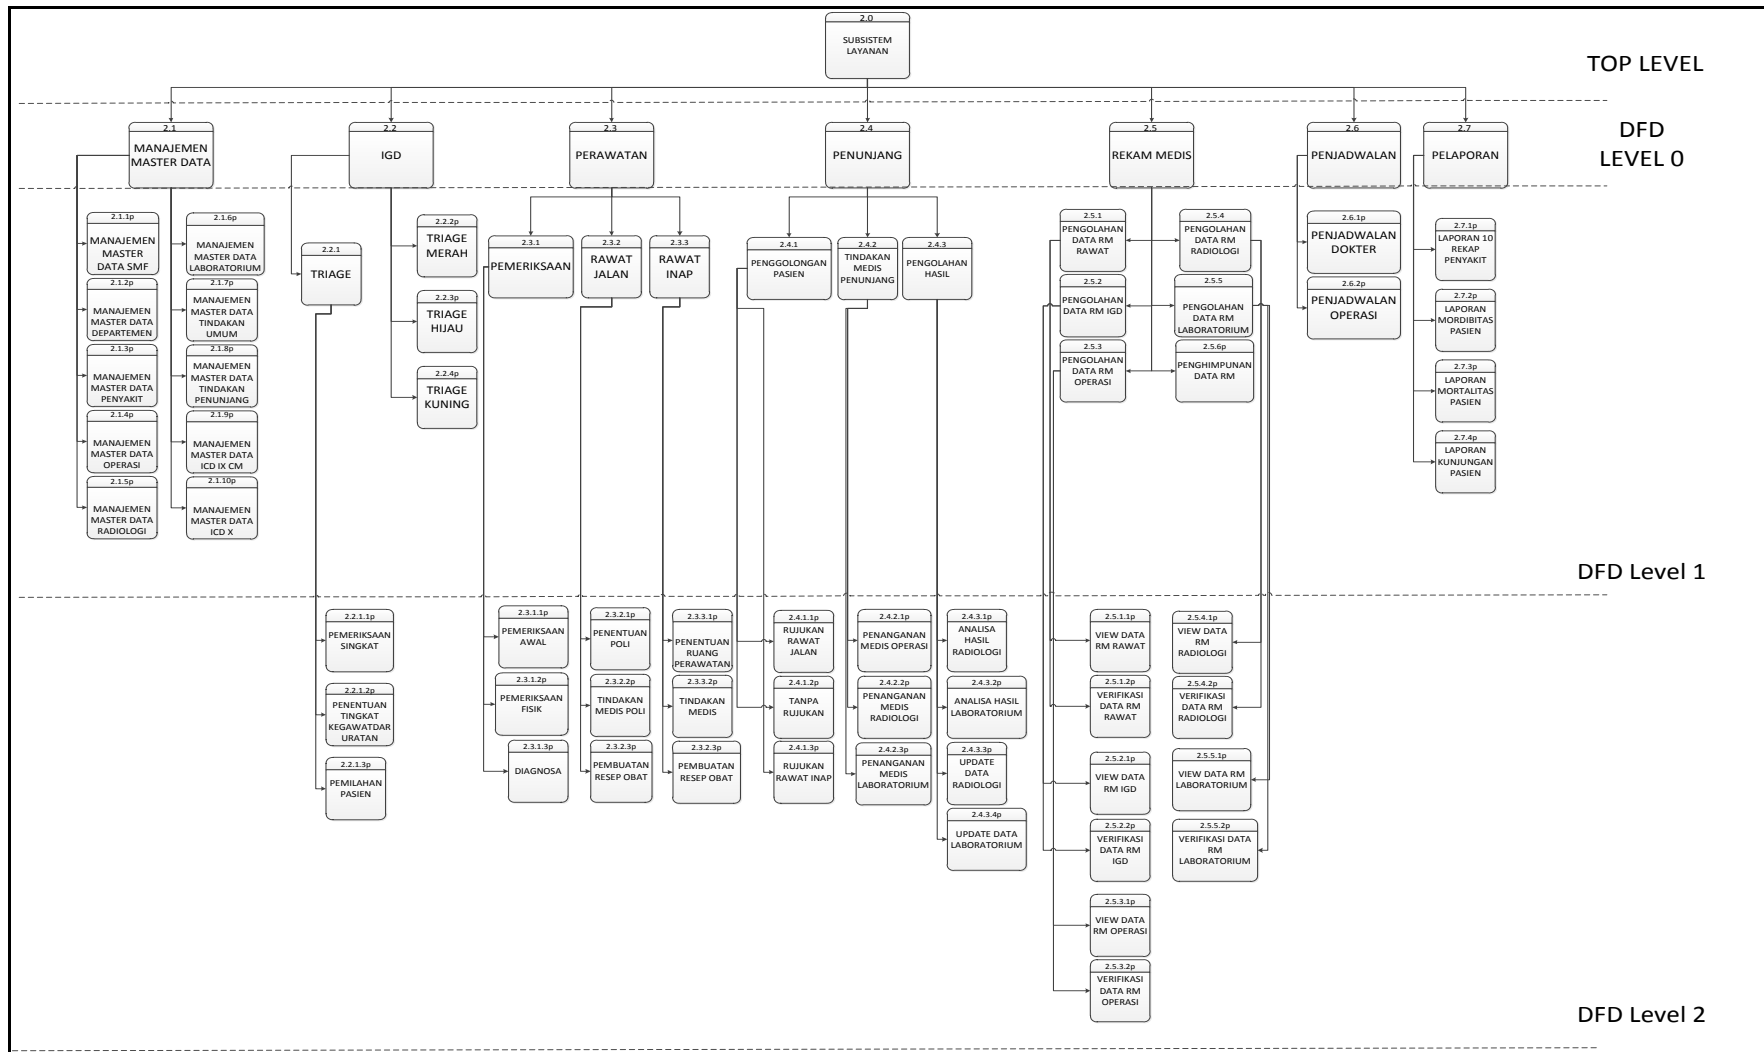 2.0
SUBSISTEM
LAYANAN
TOP LEVEL
2.1
MANAJEMEN
MASTER DATA
2.2
IGD
2.3
PERAWATAN
2.4
PENUNJANG
2.5
REKAM MEDIS
2.6
PENJADWALAN
2.7
PELAPORAN
DFD
LEVEL 0
2.1.1p
MANAJEMEN
MASTER
DATA SMF
2.1.2p
MANAJEMEN
MASTER DATA
DEPARTEMEN
2.1.3p
MANAJEMEN
MASTER DATA
PENYAKIT
2.1.4p
MANAJEMEN
MASTER DATA
OPERASI
2.1.5p
MANAJEMEN
MASTER DATA
RADIOLOGI
2.1.6p
MANAJEMEN
MASTER DATA
LABORATORIUM
2.1.7p
MANAJEMEN
MASTER DATA
TINDAKAN
UMUM
2.1.8p
MANAJEMEN
MASTER DATA
TINDAKAN
PENUNJANG
2.1.9p
MANAJEMEN
MASTER DATA
ICD IX CM
2.1.10p
MANAJEMEN
MASTER DATA
ICD X
2.2.1
TRIAGE
2.2.2p
TRIAGE
MERAH
2.2.3p
TRIAGE
HIJAU
2.2.4p
TRIAGE
KUNING
2.3.1
PEMERIKSAAN
2.3.2
RAWAT
JALAN
2.3.3
RAWAT
INAP
2.4.1
PENGGOLONGAN
PASIEN
2.4.2
TINDAKAN
MEDIS
PENUNJANG
2.4.3
PENGOLAHAN
HASIL
2.5.1
PENGOLAHAN
DATA RM
RAWAT
2.5.2
PENGOLAHAN
DATA RM IGD
2.5.3
PENGOLAHAN
DATA RM
OPERASI
2.5.4
PENGOLAHAN
DATA RM
RADIOLOGI
2.5.5
PENGOLAHAN
DATA RM
LABORATORIUM
2.5.6p
PENGHIMPUNAN
DATA RM
2.6.1p
PENJADWALAN
DOKTER
2.6.2p
PENJADWALAN
OPERASI
2.7.1p
LAPORAN 10
REKAP
PENYAKIT
2.7.2p
LAPORAN
MORDIBITAS
PASIEN
2.7.3p
LAPORAN
MORTALITAS
PASIEN
2.7.4p
LAPORAN
KUNJUNGAN
PASIEN
DFD Level 1
2.2.1.1p
PEMERIKSAAN
SINGKAT
2.2.1.2p
PENENTUAN
TINGKAT
KEGAWATDAR
URATAN
2.2.1.3p
PEMILAHAN
PASIEN
2.3.1.1p
PEMERIKSAAN
AWAL
2.3.1.2p
PEMERIKSAAN
FISIK
2.3.1.3p
DIAGNOSA
2.3.2.1p
PENENTUAN
POLI
2.3.2.2p
TINDAKAN
MEDIS POLI
2.3.2.3p
PEMBUATAN
RESEP OBAT
2.3.3.1p
PENENTUAN
RUANG
PERAWATAN
2.3.3.2p
TINDAKAN
MEDIS
2.3.2.3p
PEMBUATAN
RESEP OBAT
2.4.1.1p
RUJUKAN
RAWAT
JALAN
2.4.1.2p
TANPA
RUJUKAN
2.4.1.3p
RUJUKAN
RAWAT INAP
2.4.2.1p
PENANGANAN
MEDIS OPERASI
2.4.2.2p
PENANGANAN
MEDIS
RADIOLOGI
2.4.2.3p
PENANGANAN
MEDIS
LABORATORIUM
2.4.3.1p
ANALISA
HASIL
RADIOLOGI
2.4.3.2p
ANALISA HASIL
LABORATORIUM
2.4.3.3p
UPDATE
DATA
RADIOLOGI
2.4.3.4p
UPDATE DATA
LABORATORIUM
2.5.1.1p
VIEW DATA
RM RAWAT
2.5.1.2p
VERIFIKASI
DATA RM
RAWAT
2.5.2.1p
VIEW DATA
RM IGD
2.5.2.2p
VERIFIKASI
DATA RM
IGD
2.5.3.1p
VIEW DATA
RM OPERASI
2.5.3.2p
VERIFIKASI
DATA RM
OPERASI
2.5.4.1p
VIEW DATA
RM
RADIOLOGI
2.5.4.2p
VERIFIKASI
DATA RM
RADIOLOGI
2.5.5.1p
VIEW DATA RM
LABORATORIUM
2.5.5.2p
VERIFIKASI DATA
RM
LABORATORIUM
DFD Level 2